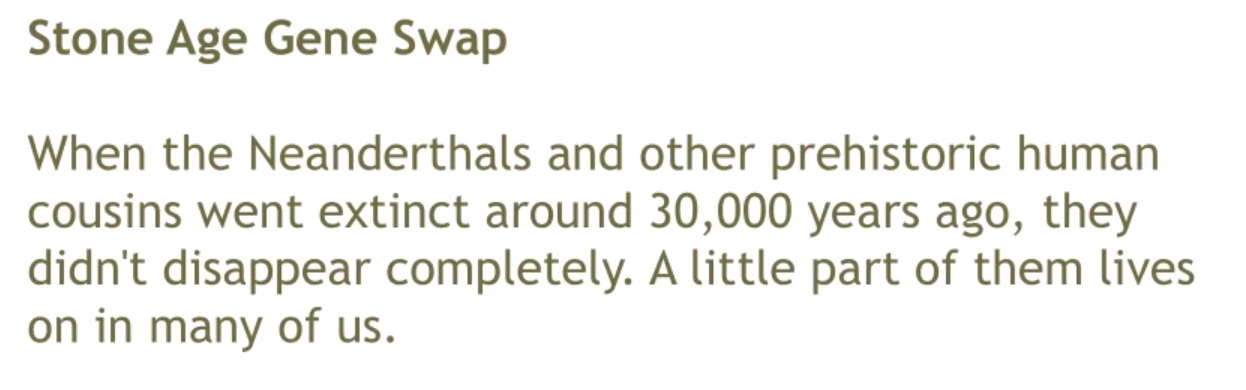 Stone Age Gene Swap
When the Neanderthals and other prehistoric human
cousins went extinct around 30,000 years ago, they
didn't disappear completely. A little part of them lives
on in many of us.